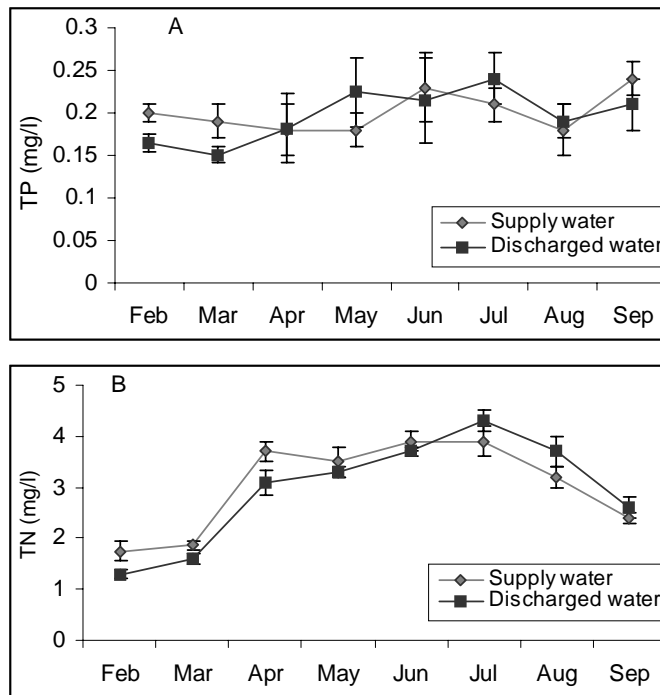 A
0.3
0.25
0.2
0.15
0.1
0.05
0
TP (mg/l)
Supply water
Discharged water
Feb Mar Apr May Jun Jul Aug Sep
B
5
4
3
2
1
0
TN (mg/l)
Supply water
Discharged water
Feb Mar Apr May Jun Jul Aug Sep